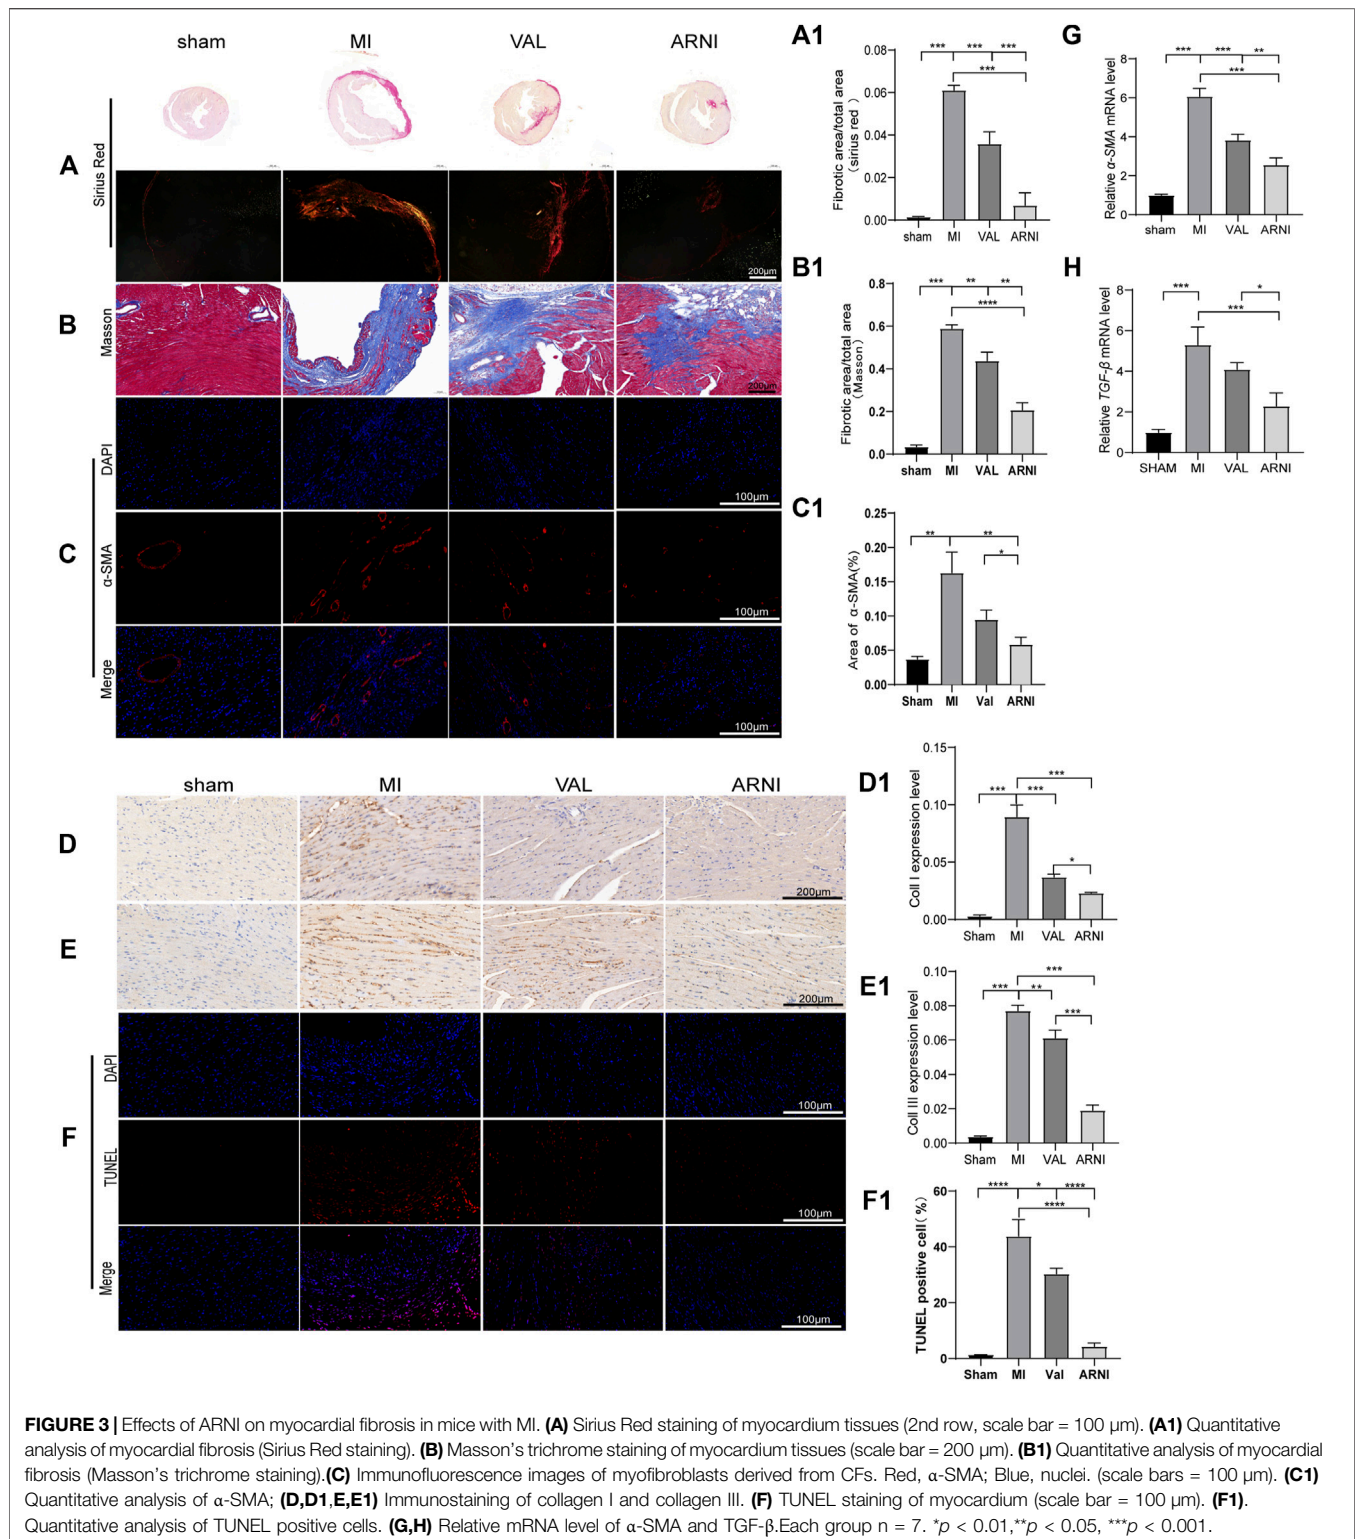 sham MI VAL ARNI
A
Sirius Red
200μm
B
Masson
200μm
C
DAPI
100μm
α-SMA
100μm
Merge
100μm
A1
Fibrotic area/total area
(sirius red)
0.08
0.06
0.04
0.02
0.00
*** *** ***
***
sham MI VAL ARNI
G
Relative α-SMA mRNA level
8
6
4
2
0
*** *** **
***
sham MI VAL ARNI
B1
Fibrotic area/total area
(Masson)
0.8
0.6
0.4
0.2
0.0
*** ** **
****
sham MI VAL ARNI
H
Relative TGF-β mRNA level
8
6
4
2
0
*** *
***
SHAM MI VAL ARNI
C1
Area of α-SMA(%)
0.25
0.20
0.15
0.10
0.05
0.00
** **
*
Sham MI Val ARNI
sham MI VAL ARNI
D
200μm
E
200μm
F
DAPI
100μm
TUNEL
100μm
Merge
100μm
D1
Coll I expression level
0.15
0.10
0.05
0.00
***
*** ***
*
Sham MI VAL ARNI
E1
Coll III expression level
0.10
0.08
0.06
0.04
0.02
0.00
***
*** **
***
Sham MI VAL ARNI
F1
TUNEL positive cell( %)
60
40
20
0
**** * ****
****
Sham MI Val ARNI
FIGURE 3 | Effects of ARNI on myocardial fibrosis in mice with MI. (A) Sirius Red staining of myocardium tissues (2nd row, scale bar = 100 μm). (A1) Quantitative
analysis of myocardial fibrosis (Sirius Red staining). (B) Masson's trichrome staining of myocardium tissues (scale bar = 200 μm). (B1) Quantitative analysis of myocardial
fibrosis (Masson's trichrome staining).(C) Immunofluorescence images of myofibroblasts derived from CFs. Red, α-SMA; Blue, nuclei. (scale bars = 100 μm). (C1)
Quantitative analysis of α-SMA; (D,D1,E,E1) Immunostaining of collagen I and collagen III. (F) TUNEL staining of myocardium (scale bar = 100 μm). (F1).
Quantitative analysis of TUNEL positive cells. (G,H) Relative mRNA level of α-SMA and TGF-β.Each group n = 7. *p < 0.01,**p < 0.05, ***p < 0.001.